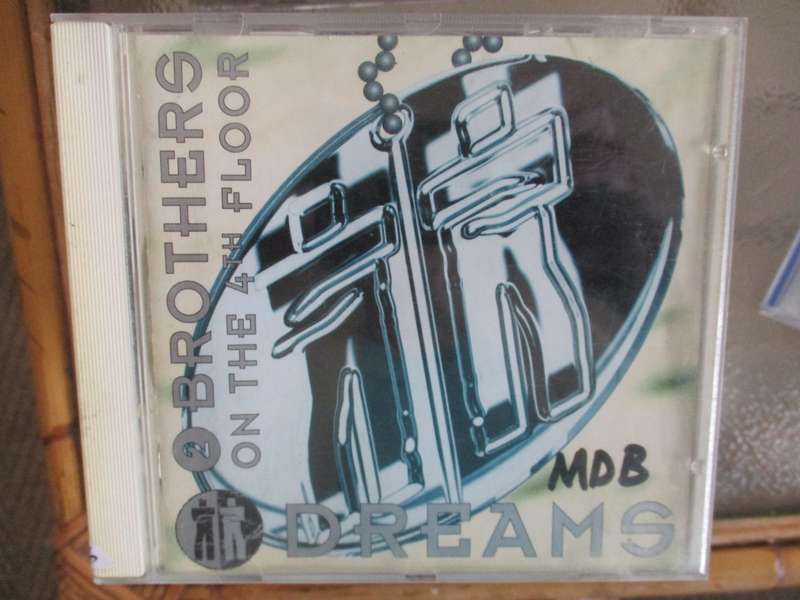 2 BROTHERS
ON THE 4TH FLOOR
MDB
DREAMS